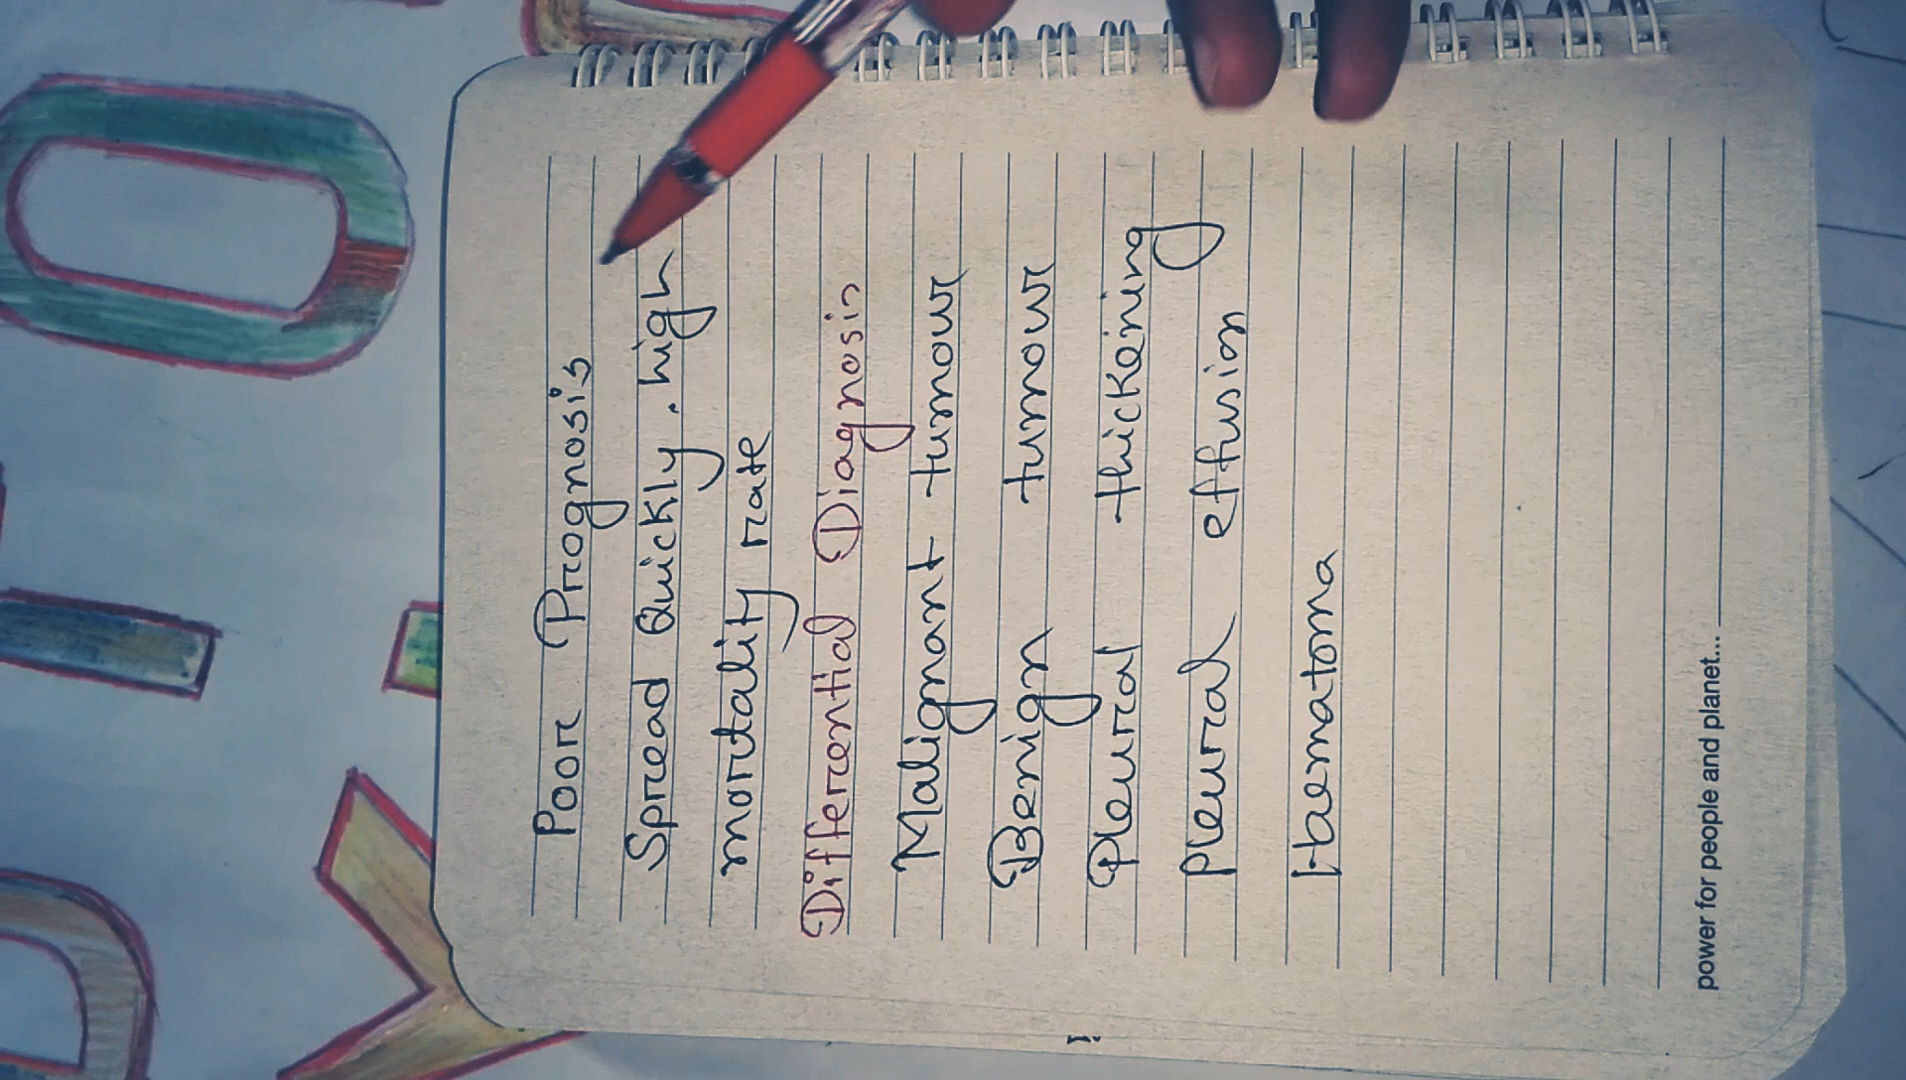 Poor Prognosis
Spread Quickly. high
mortality rate
Differential Diagnosis
Malignant tumour
Benign tumour
Pleural thickening
pleural effusion
Haematoma
power for people and planet...